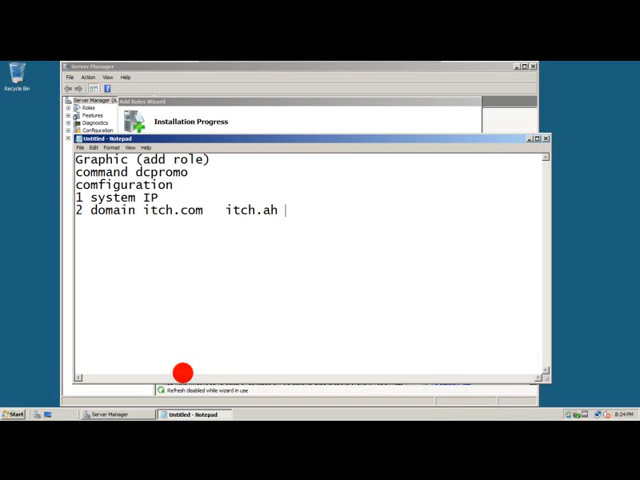 Recycle Bin
Server Manager
File Action View Help
Server Manager (A
Roles
Features
Diagnostics
Configuration
Add Roles Wizard
Installation Progress
Untitled - Notepad
File Edit Format View Help
Graphic (add role)
command dcpromo
comfiguration
1 system IP
2 domain itch.com itch.ah
Refresh disabled while wizard in use
Start
Server Manager
Untitled - Notepad
8:24 PM